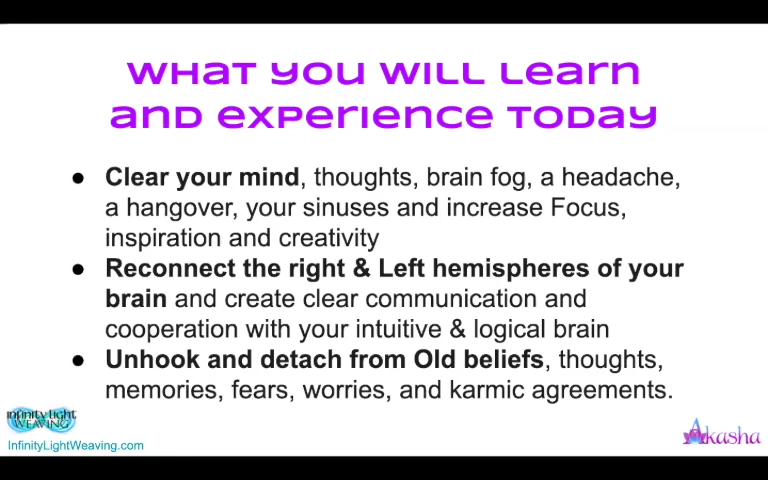 What you will learn
and experience today
● Clear your mind, thoughts, brain fog, a headache,
a hangover, your sinuses and increase Focus,
inspiration and creativity
● Reconnect the right & Left hemispheres of your
brain and create clear communication and
cooperation with your intuitive & logical brain
● Unhook and detach from Old beliefs, thoughts,
memories, fears, worries, and karmic agreements.
infinity light
WEAVING
InfinityLightWeaving.com
Akasha